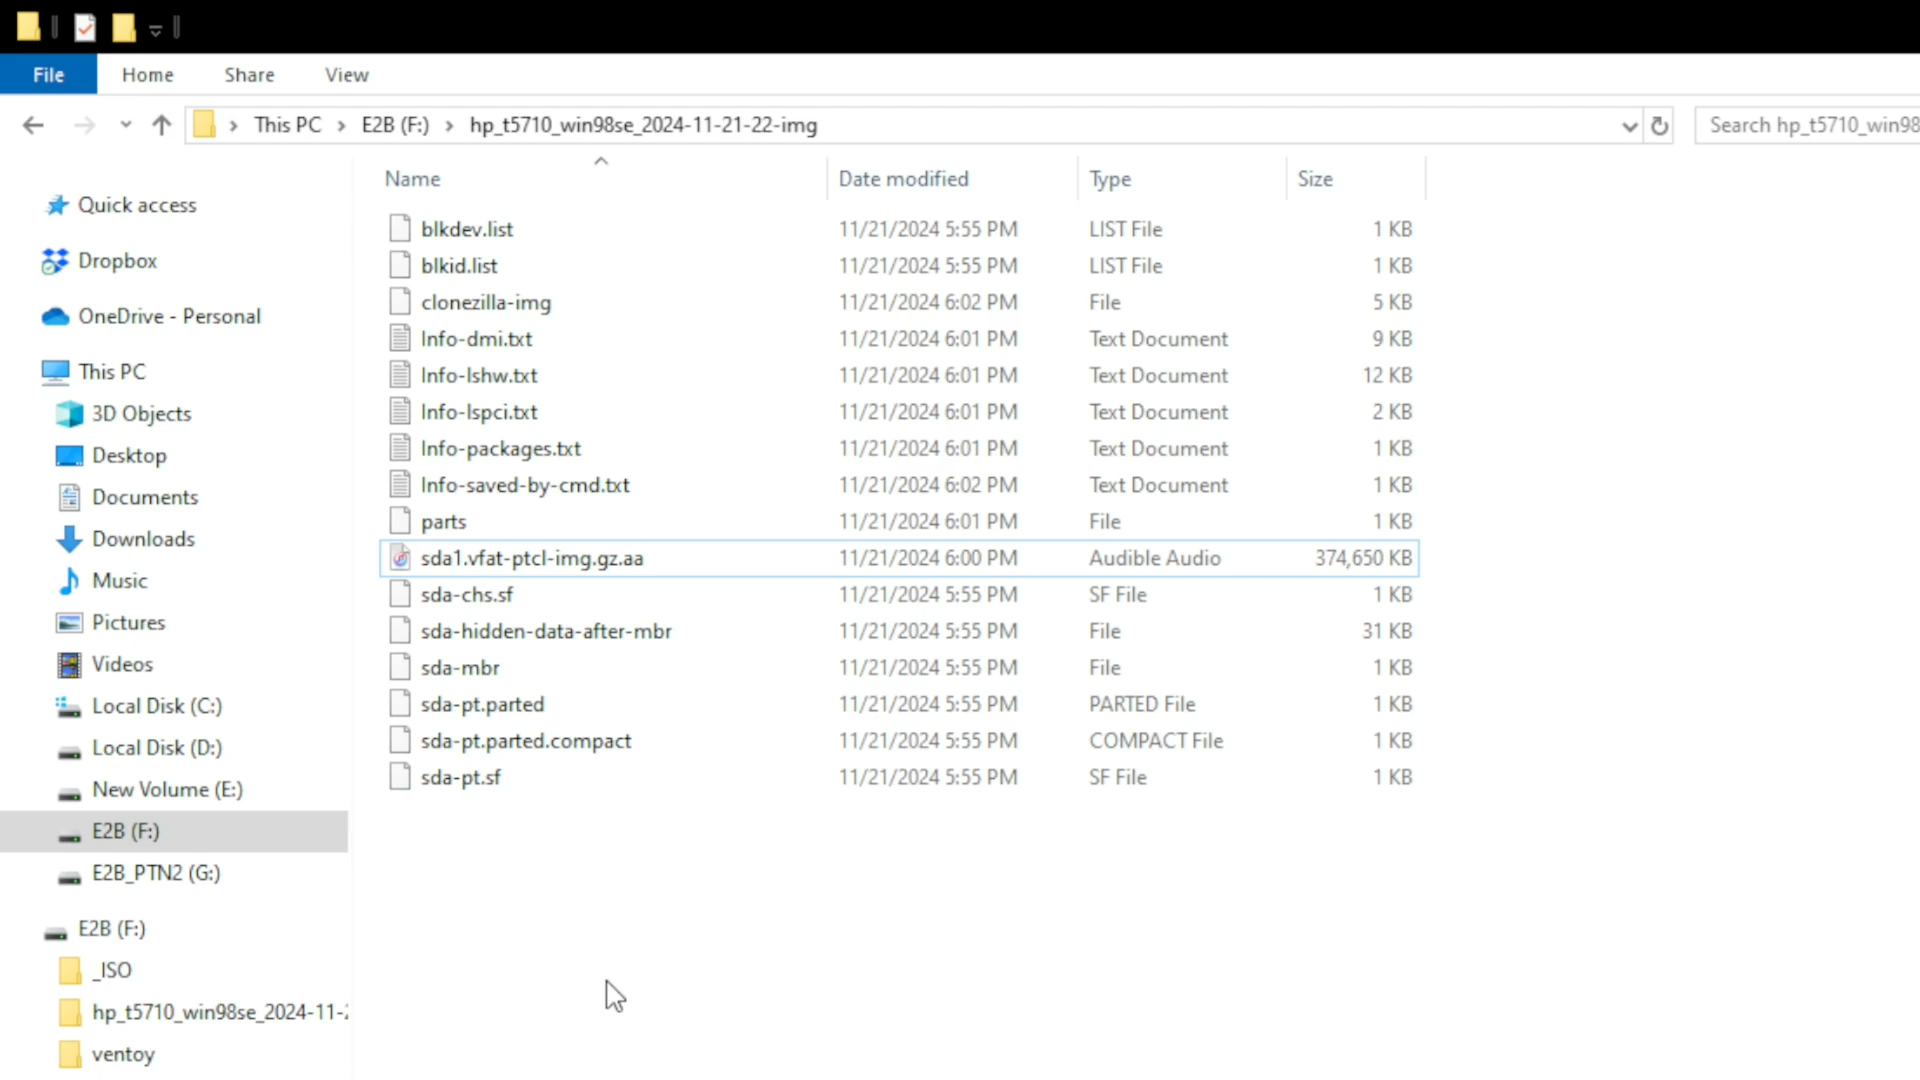 File Home Share View
This PC > E2B (F:) > hp_t5710_win98se_2024-11-21-22-img
Search hp_t5710_win98
Name Date modified Type Size
Quick access
Dropbox
OneDrive - Personal
This PC
3D Objects
Desktop
Documents
Downloads
Music
Pictures
Videos
Local Disk (C:)
Local Disk (D:)
New Volume (E:)
E2B (F:)
E2B_PTN2 (G:)
E2B (F:)
_ISO
hp_t5710_win98se_2024-11-2
ventoy
blkdev.list 11/21/2024 5:55 PM LIST File 1 KB
blkid.list 11/21/2024 5:55 PM LIST File 1 KB
clonezilla-img 11/21/2024 6:02 PM File 5 KB
Info-dmi.txt 11/21/2024 6:01 PM Text Document 9 KB
Info-lshw.txt 11/21/2024 6:01 PM Text Document 12 KB
Info-lspci.txt 11/21/2024 6:01 PM Text Document 2 KB
Info-packages.txt 11/21/2024 6:01 PM Text Document 1 KB
Info-saved-by-cmd.txt 11/21/2024 6:02 PM Text Document 1 KB
parts 11/21/2024 6:01 PM File 1 KB
sda1.vfat-ptcl-img.gz.aa 11/21/2024 6:00 PM Audible Audio 374,650 KB
sda-chs.sf 11/21/2024 5:55 PM SF File 1 KB
sda-hidden-data-after-mbr 11/21/2024 5:55 PM File 31 KB
sda-mbr 11/21/2024 5:55 PM File 1 KB
sda-pt.parted 11/21/2024 5:55 PM PARTED File 1 KB
sda-pt.parted.compact 11/21/2024 5:55 PM COMPACT File 1 KB
sda-pt.sf 11/21/2024 5:55 PM SF File 1 KB